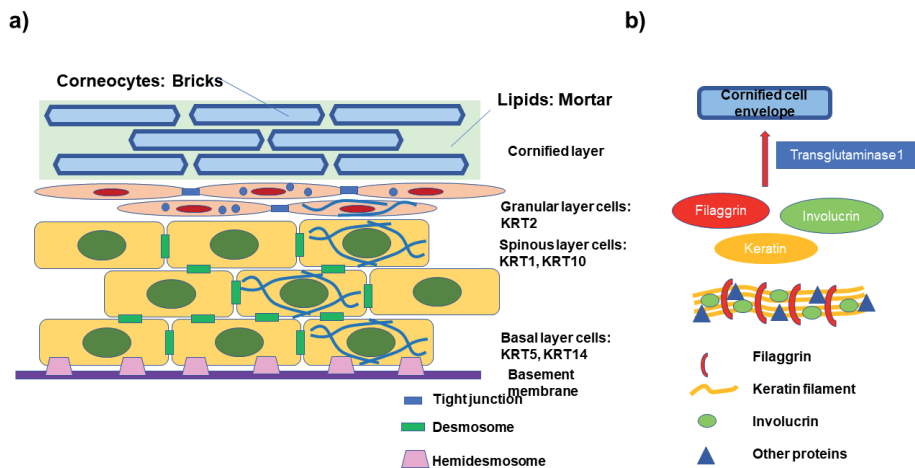 a)
Corneocytes: Bricks
Lipids: Mortar
Cornified layer
Granular layer cells:
KRT2
Spinous layer cells:
KRT1, KRT10
Basal layer cells:
KRT5, KRT14
Basement
membrane
Tight junction
Desmosome
Hemidesmosome
b)
Cornified cell
envelope
Transglutaminase1
Filaggrin
Involucrin
Keratin
Filaggrin
Keratin filament
Involucrin
Other proteins